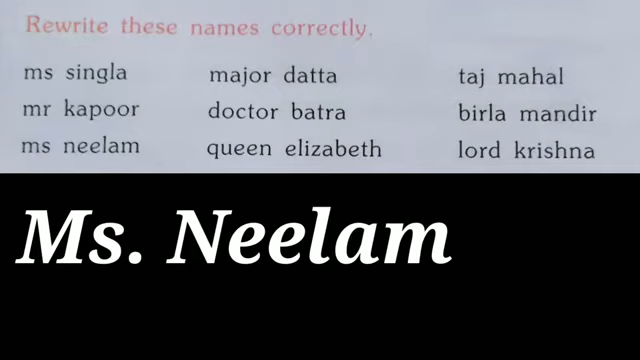 Rewrite these names correctly.
ms singla major datta taj mahal
mr kapoor doctor batra birla mandir
ms neelam queen elizabeth lord krishna
Ms. Neelam